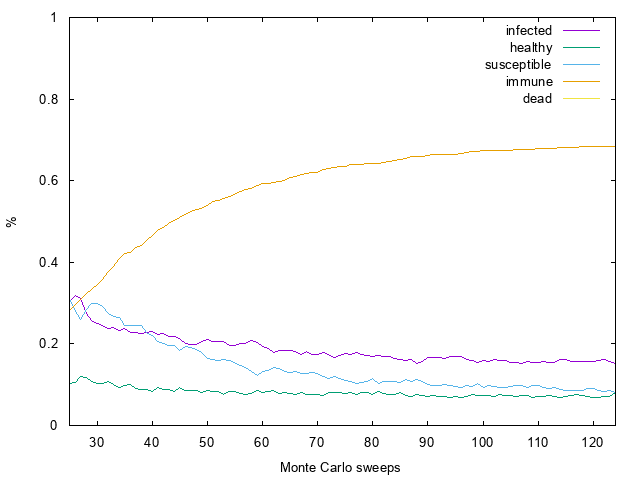 1
0.8
0.6
0.4
0.2
0
%
infected
healthy
susceptible
immune
dead
30 40 50 60 70 80 90 100 110 120
Monte Carlo sweeps